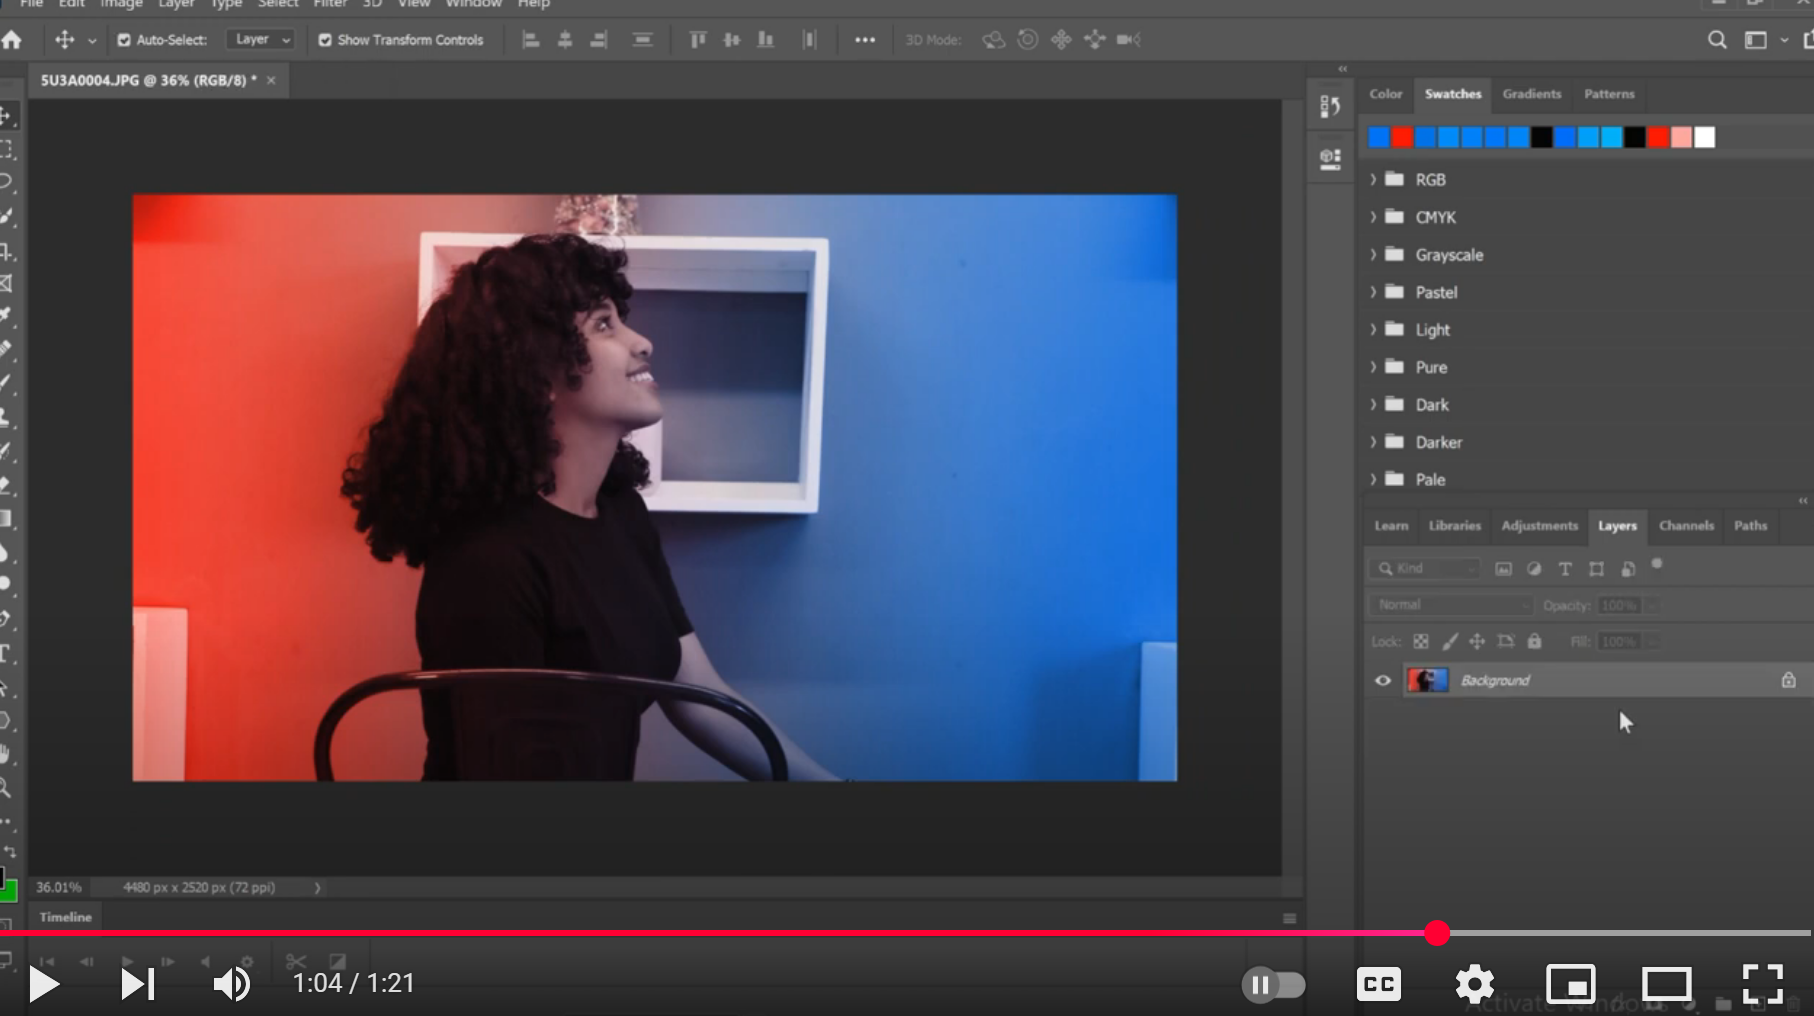 File Edit Image Layer Type Select Filter 3D View Window Help
Auto-Select: Layer Show Transform Controls 3D Mode:
5U3A0004.JPG @ 36% (RGB/8) * ×
Color Swatches Gradients Patterns
RGB
CMYK
Grayscale
Pastel
Light
Pure
Dark
Darker
Pale
Learn Libraries Adjustments Layers Channels Paths
Kind
Normal Opacity: 100%
Lock: Fill: 100%
Background
36.01% 4480 px x 2520 px (72 ppi)
Timeline
1:04 / 1:21
CC
Activate Windows